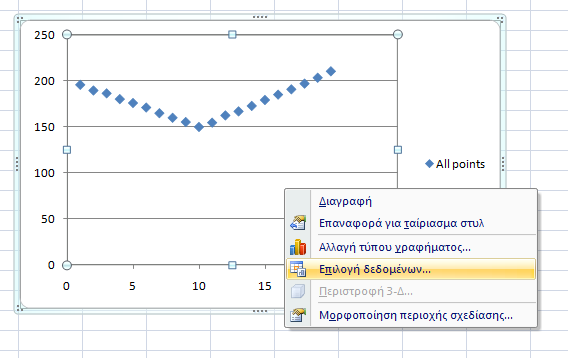 250
200
150
100
50
0
0 5 10 15
All points
Διαγραφή
Επαναφορά για ταίριασμα στυλ
Αλλαγή τύπου γραφήματος...
Επιλογή δεδομένων...
Περιστροφή 3-Δ...
Μορφοποίηση περιοχής σχεδίασης...